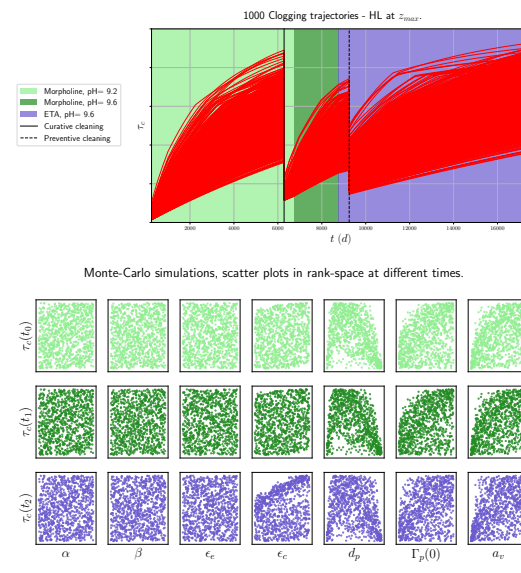 1000 Clogging trajectories - HL at z_max.
Morpholine, pH= 9.2
Morpholine, pH= 9.6
ETA, pH= 9.6
Curative cleaning
Preventive cleaning
τ_c
2000 4000 6000 8000 10000 12000 14000 16000
t (d)
Monte-Carlo simulations, scatter plots in rank-space at different times.
τ_c(t_0)
τ_c(t_1)
τ_c(t_2)
α β ϵ_e ϵ_c d_p Γ_p(0) a_v